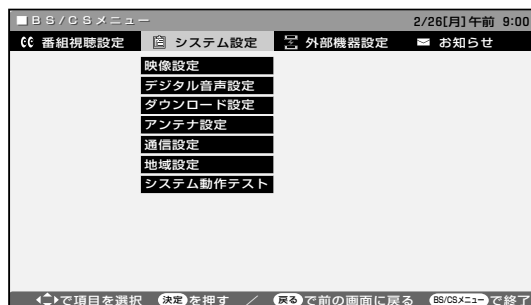 ■BS/CSメニュー 2/26[月]午前 9:00
番組視聴設定 システム設定 外部機器設定 お知らせ
映像設定
デジタル音声設定
ダウンロード設定
アンテナ設定
通信設定
地域設定
システム動作テスト
で項目を選択 決定を押す / 戻るで前の画面に戻る BS/CSメニューで終了